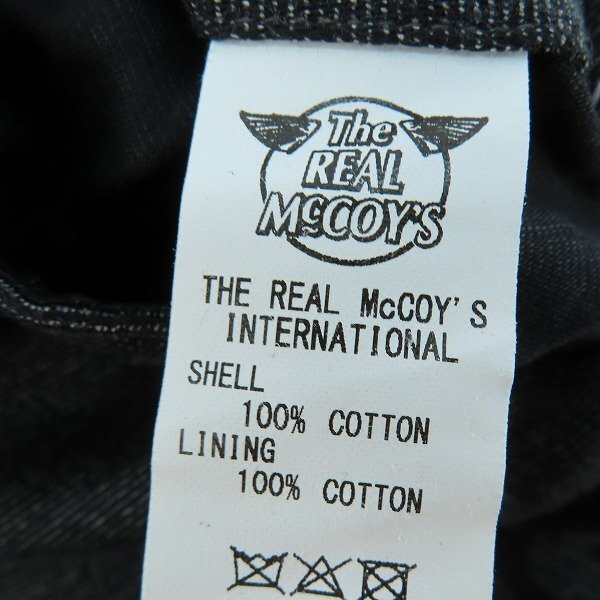 The
REAL
McCOY'S
THE REAL McCOY'S
INTERNATIONAL
SHELL
100% COTTON
LINING
100% COTTON